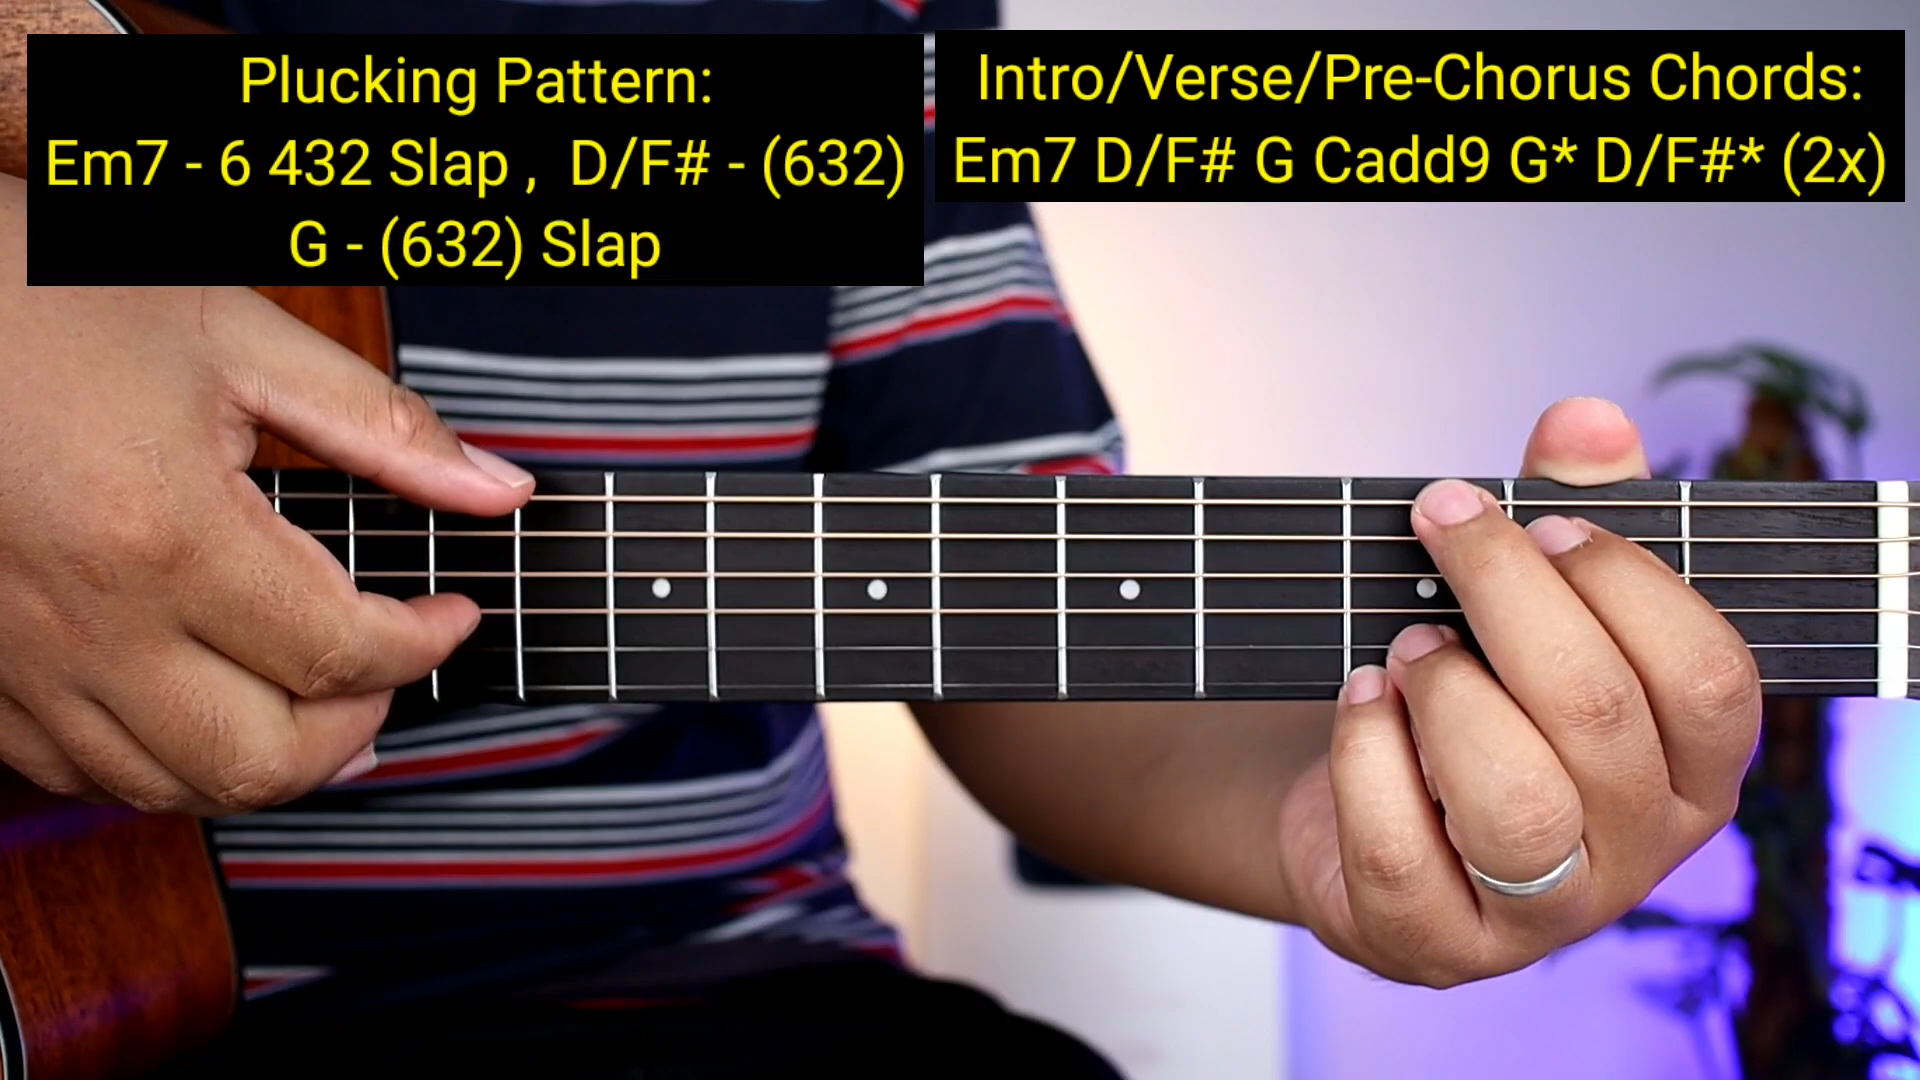 Plucking Pattern:
Em7 - 6 432 Slap ,  D/F# - (632)
G - (632) Slap
Intro/Verse/Pre-Chorus Chords:
Em7 D/F# G Cadd9 G* D/F#* (2x)